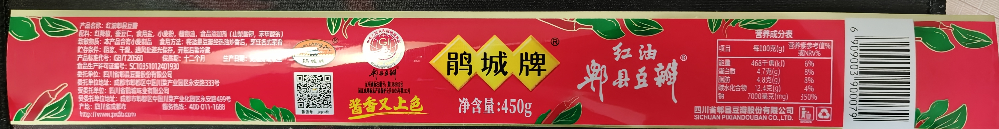 产品名称：红油郫县豆瓣
配料：红辣椒，蚕豆仁，食用盐，小麦粉，植物油，食品添加剂（山梨酸钾，苯甲酸钠）
致敏物质：本产品含有小麦制品 食用方法：将适量豆瓣经热油炒香后，烹饪各式菜肴
贮存条件：阴凉、干燥、通风处避光保存，开瓶后需冷藏
产品标准代号：GB/T20560 保质期：十二个月 生产日期：
食品生产许可证编号：SC10351012401930
委托单位：四川省郫县豆瓣股份有限公司
委托单位地址：成都市郫都区中国川菜产业园区永安路333号
受委托单位：四川省鹃城味业有限公司
受委托单位地址：成都市郫都区中国川菜产业化园区永安路499号
产地：四川省成都市 服务热线：400-011-1688
http://www.pxdb.com
®
鹃城牌
微信号：jcpxdb
中华人民共和国地理标志
GI
郫县豆瓣
证明商标注册号：第1388982号
国家地理标志产品保护公告2005年第212号
酱香又上色
鹃城牌®
净含量:450g
红油
郫县豆瓣®
营养成分表
项目 每100克(g) 营养素参考值%或NRV%
能量 468千焦(kJ) 6%
蛋白质 4.7克(g) 8%
脂肪 4.8克(g) 8%
碳水化合物 12.4克(g) 4%
钠 7000毫克(mg) 350%
四川省郫县豆瓣股份有限公司
SICHUAN PIXIANDOUBAN CO.,LTD.
6 909003 900079